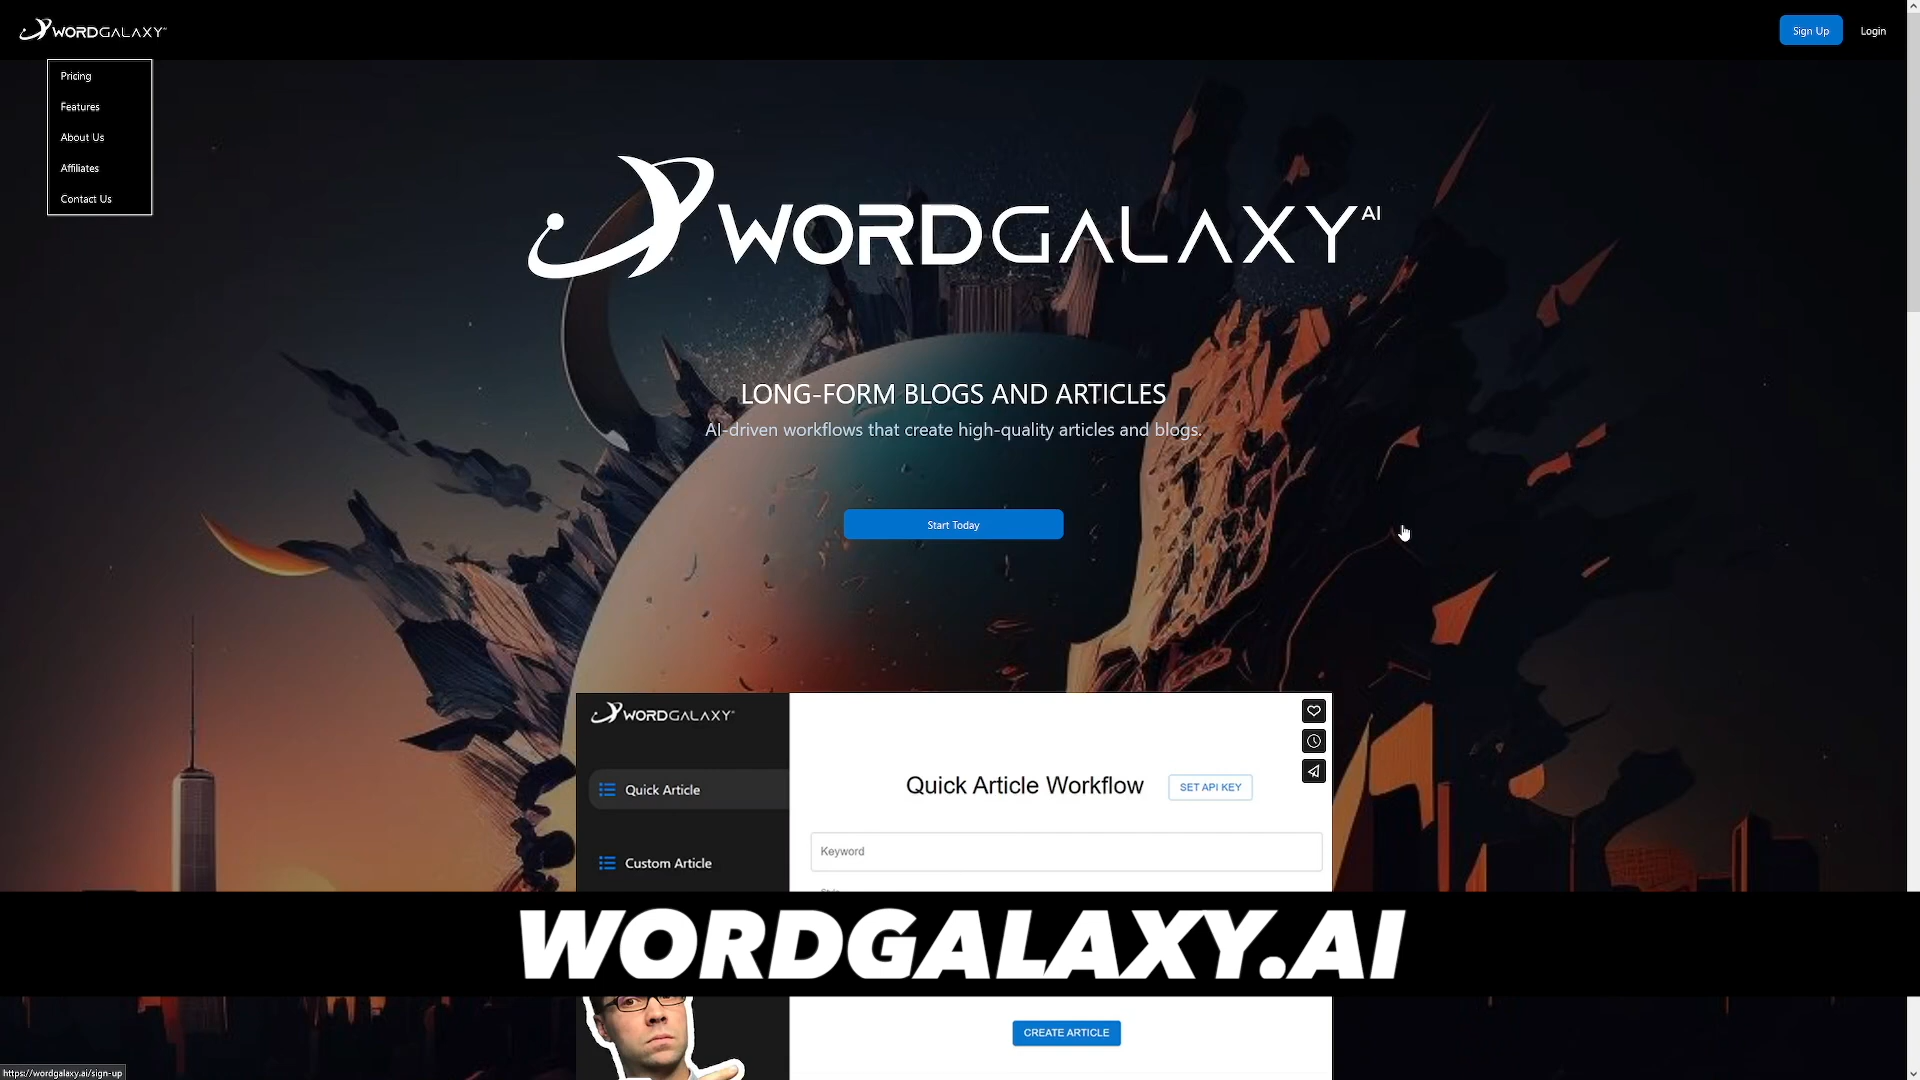 WORDGALAXY
Sign Up
Login
Pricing
Features
About Us
Affiliates
Contact Us
WORDGALAXY AI
LONG-FORM BLOGS AND ARTICLES
AI-driven workflows that create high-quality articles and blogs.
Start Today
WORDGALAXY
Quick Article Workflow
SET API KEY
Quick Article
Keyword
Custom Article
WORDGALAXY.AI
CREATE ARTICLE
https://wordgalaxy.ai/sign-up